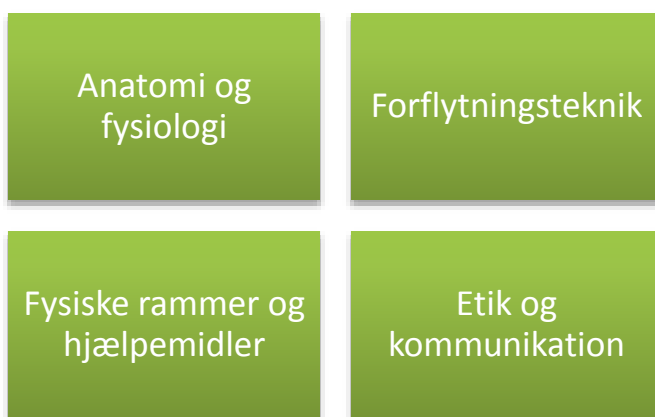 Anatomi og
fysiologi
Forflytningsteknik
Fysiske rammer og
hjælpemidler
Etik og
kommunikation